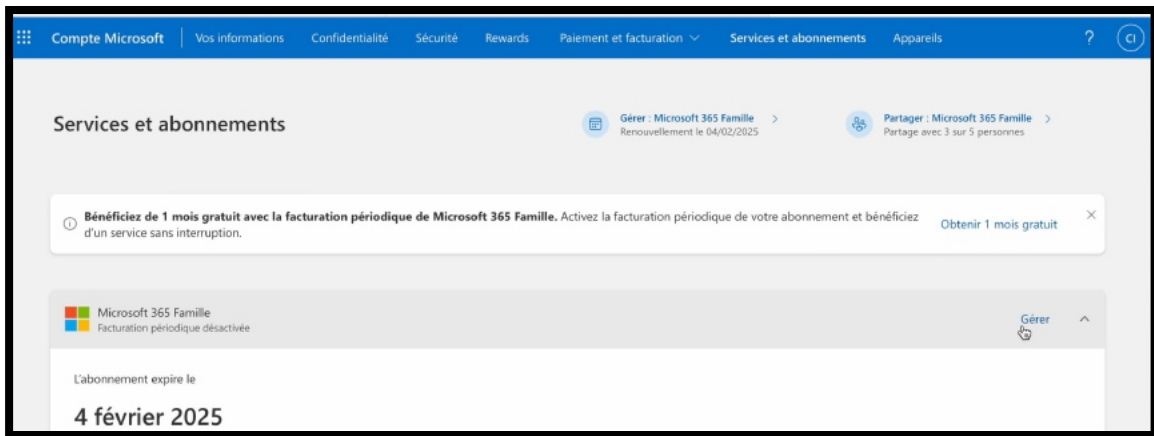 Compte Microsoft Vos informations Confidentialité Sécurité Rewards Paiement et facturation Services et abonnements Appareils ? CI
Services et abonnements
Gérer : Microsoft 365 Famille
Renouvellement le 04/02/2025
Partager : Microsoft 365 Famille
Partage avec 3 sur 5 personnes
Bénéficiez de 1 mois gratuit avec la facturation périodique de Microsoft 365 Famille. Activez la facturation périodique de votre abonnement et bénéficiez
d'un service sans interruption.
Obtenir 1 mois gratuit
Microsoft 365 Famille
Facturation périodique désactivée
Gérer
L'abonnement expire le
4 février 2025